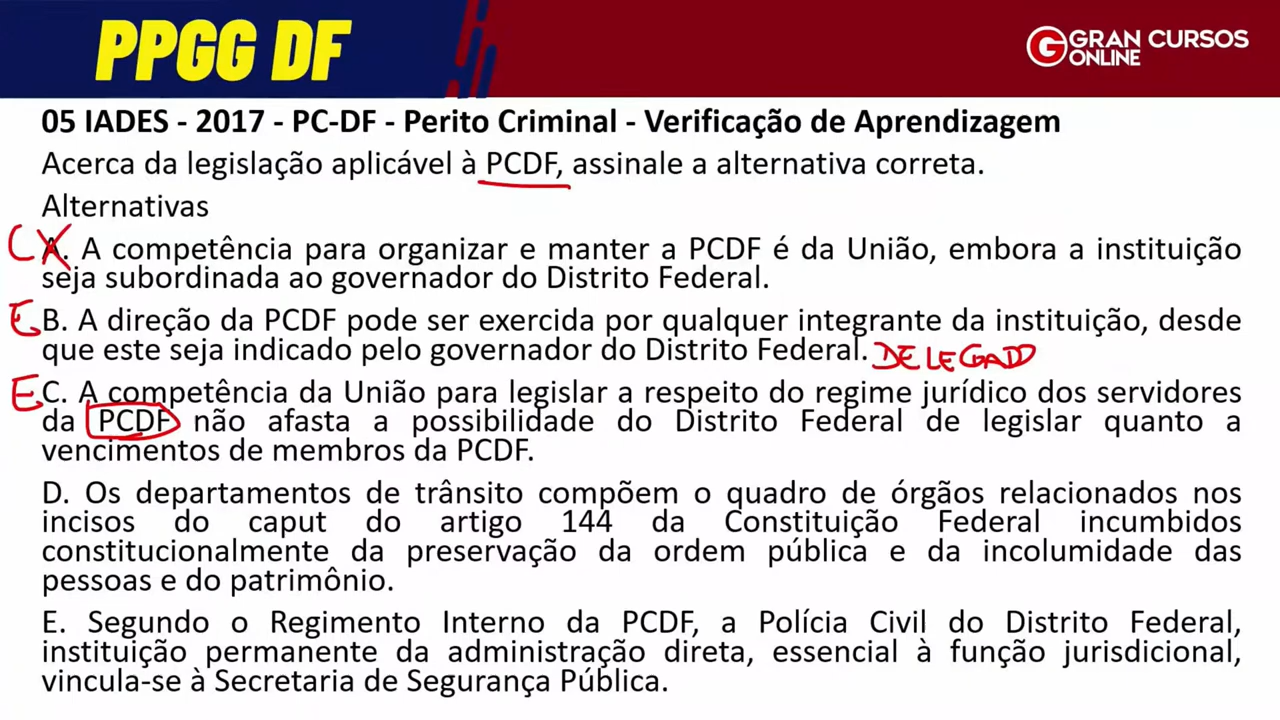 PPGG DF
GRAN CURSOS
ONLINE
05 IADES - 2017 - PC-DF - Perito Criminal - Verificação de Aprendizagem
Acerca da legislação aplicável à PCDF, assinale a alternativa correta.
Alternativas
C A. A competência para organizar e manter a PCDF é da União, embora a instituição
seja subordinada ao governador do Distrito Federal.
E B. A direção da PCDF pode ser exercida por qualquer integrante da instituição, desde
que este seja indicado pelo governador do Distrito Federal. DELEGADO
E C. A competência da União para legislar a respeito do regime jurídico dos servidores
da PCDF não afasta a possibilidade do Distrito Federal de legislar quanto a
vencimentos de membros da PCDF.
D. Os departamentos de trânsito compõem o quadro de órgãos relacionados nos
incisos do caput do artigo 144 da Constituição Federal incumbidos
constitucionalmente da preservação da ordem pública e da incolumidade das
pessoas e do patrimônio.
E. Segundo o Regimento Interno da PCDF, a Polícia Civil do Distrito Federal,
instituição permanente da administração direta, essencial à função jurisdicional,
vincula-se à Secretaria de Segurança Pública.